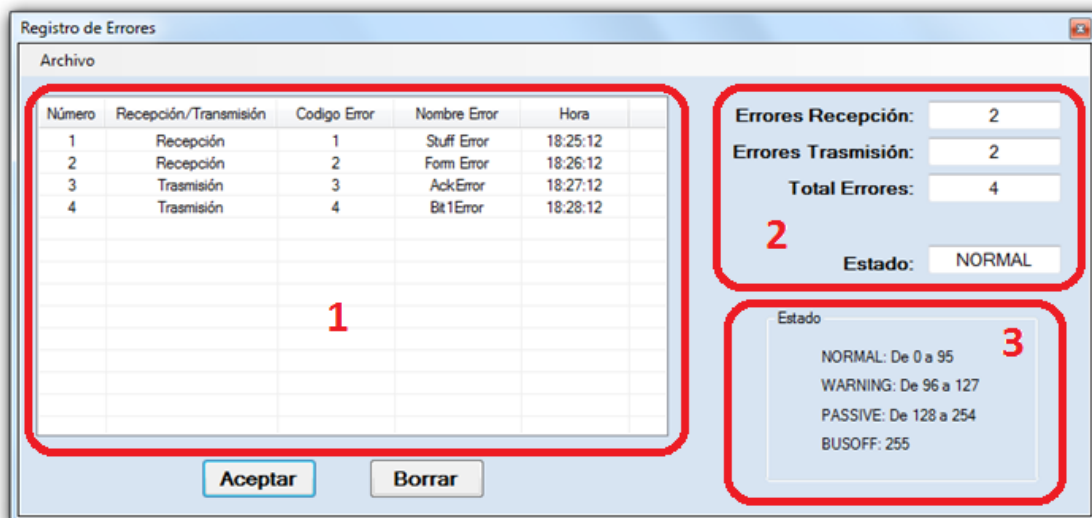 Registro de Errores
Archivo
Número Recepción/Transmisión Codigo Error Nombre Error Hora
1 Recepción 1 Stuff Error 18:25:12
2 Recepción 2 Form Error 18:26:12
3 Trasmisión 3 AckError 18:27:12
4 Trasmisión 4 Bit1Error 18:28:12
1
Aceptar Borrar
Errores Recepción: 2
Errores Trasmisión: 2
Total Errores: 4
2
Estado: NORMAL
Estado
3
NORMAL: De 0 a 95
WARNING: De 96 a 127
PASSIVE: De 128 a 254
BUSOFF: 255